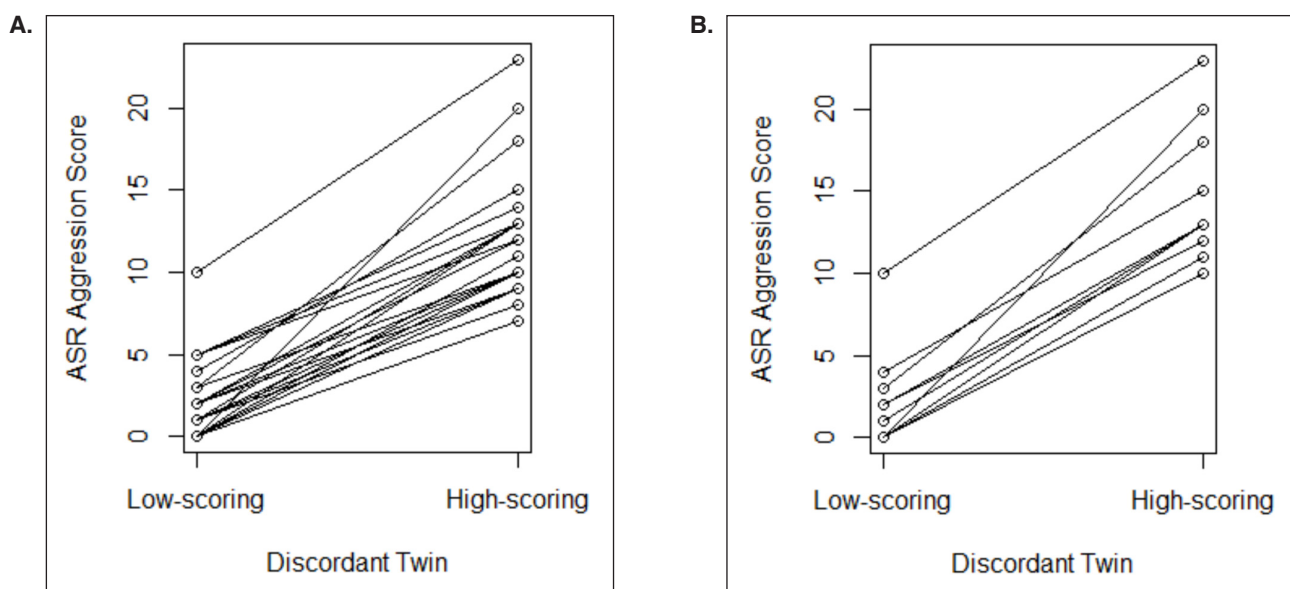 A.
ASR Aggression Score
20
15
10
5
0
Low-scoring High-scoring
Discordant Twin
B.
ASR Aggression Score
20
15
10
5
0
Low-scoring High-scoring
Discordant Twin